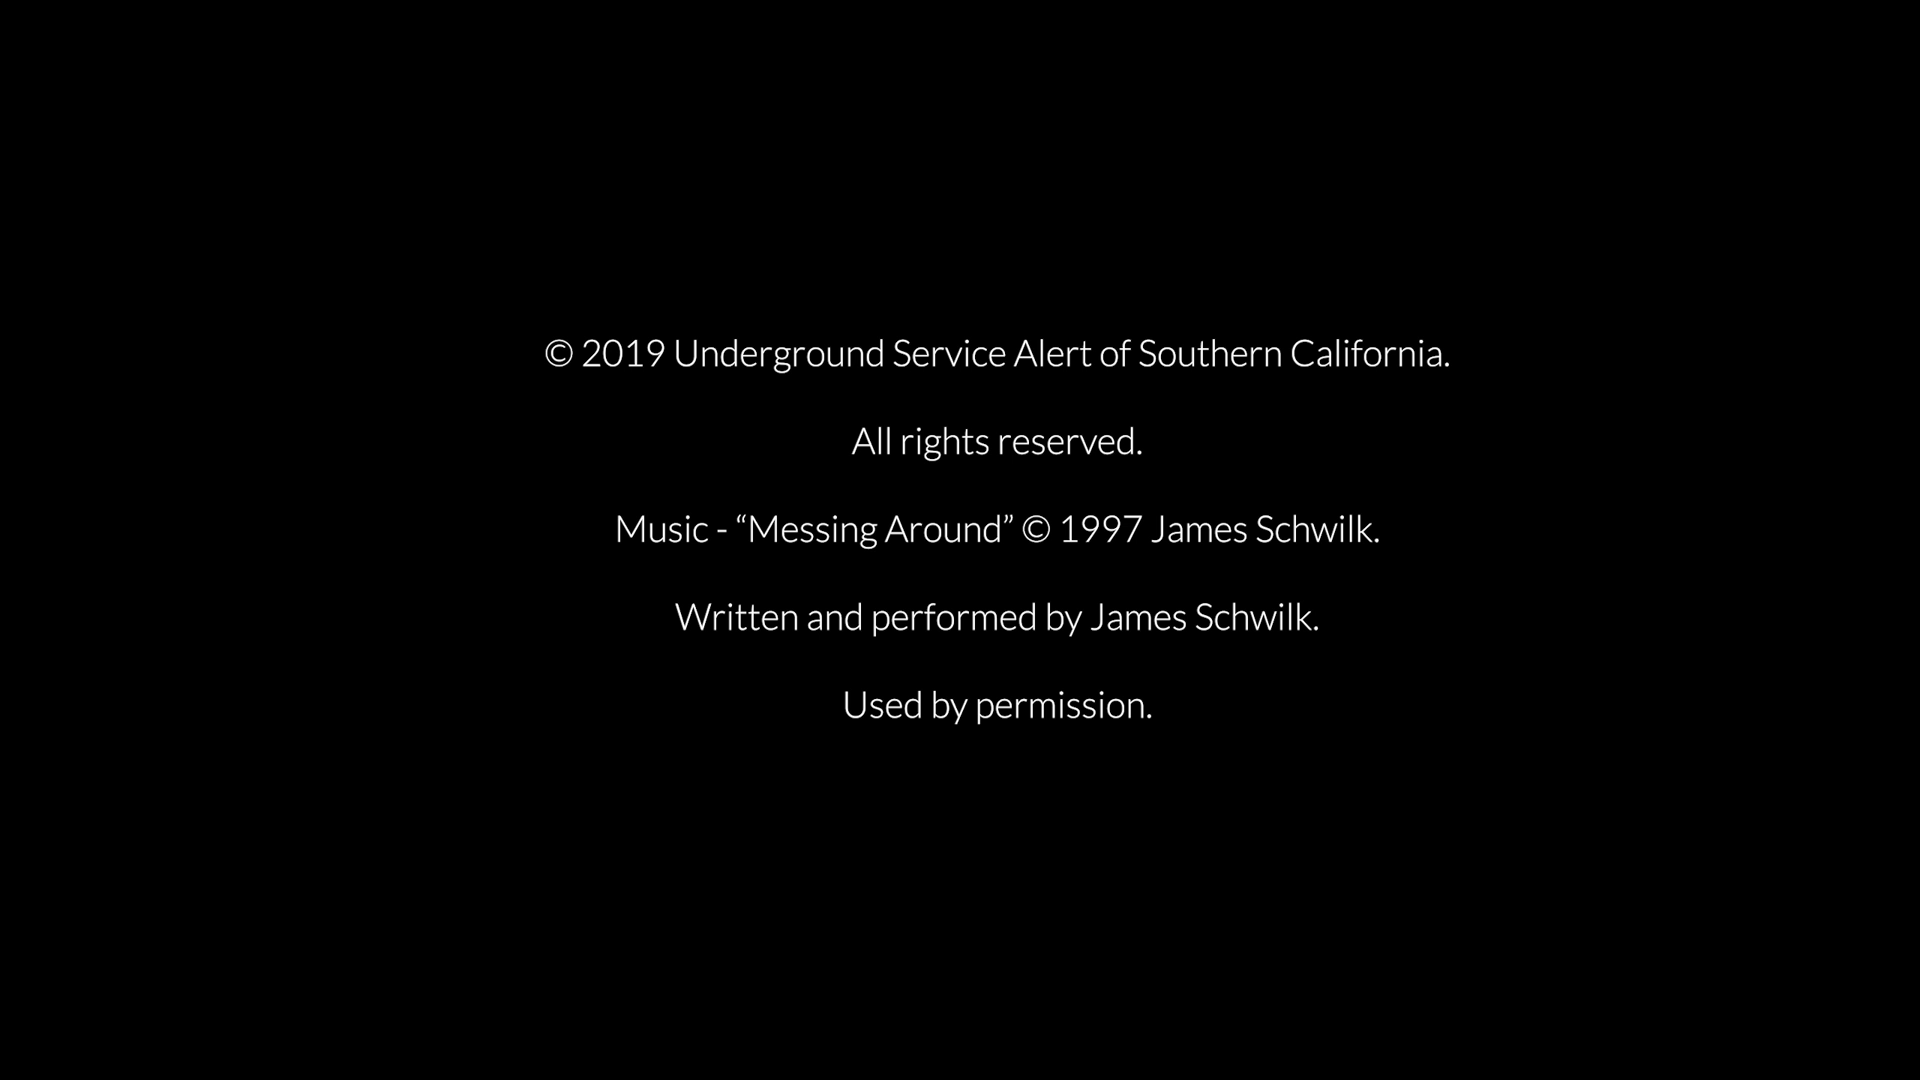 © 2019 Underground Service Alert of Southern California.
All rights reserved.
Music - “Messing Around” © 1997 James Schwilk.
Written and performed by James Schwilk.
Used by permission.